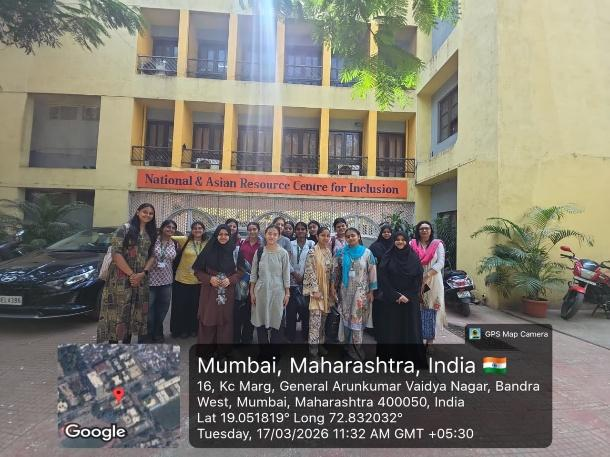 National & Asian Resource Centre for Inclusion
GPS Map Camera
Mumbai, Maharashtra, India 🇮🇳
16, Kc Marg, General Arunkumar Vaidya Nagar, Bandra
West, Mumbai, Maharashtra 400050, India
Lat 19.051819° Long 72.832032°
Tuesday, 17/03/2026 11:32 AM GMT +05:30
Google